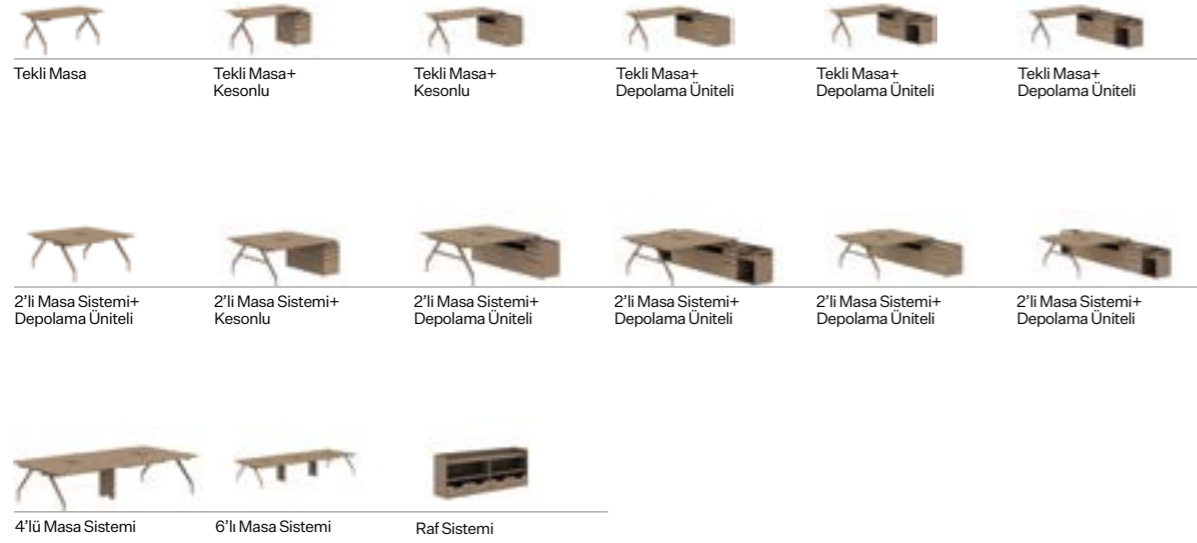 Tekli Masa
Tekli Masa+
Kesonlu
Tekli Masa+
Kesonlu
Tekli Masa+
Depolama Üniteli
Tekli Masa+
Depolama Üniteli
Tekli Masa+
Depolama Üniteli
2'li Masa Sistemi+
Depolama Üniteli
2'li Masa Sistemi+
Kesonlu
2'li Masa Sistemi+
Depolama Üniteli
2'li Masa Sistemi+
Depolama Üniteli
2'li Masa Sistemi+
Depolama Üniteli
2'li Masa Sistemi+
Depolama Üniteli
4'lü Masa Sistemi
6'lı Masa Sistemi
Raf Sistemi